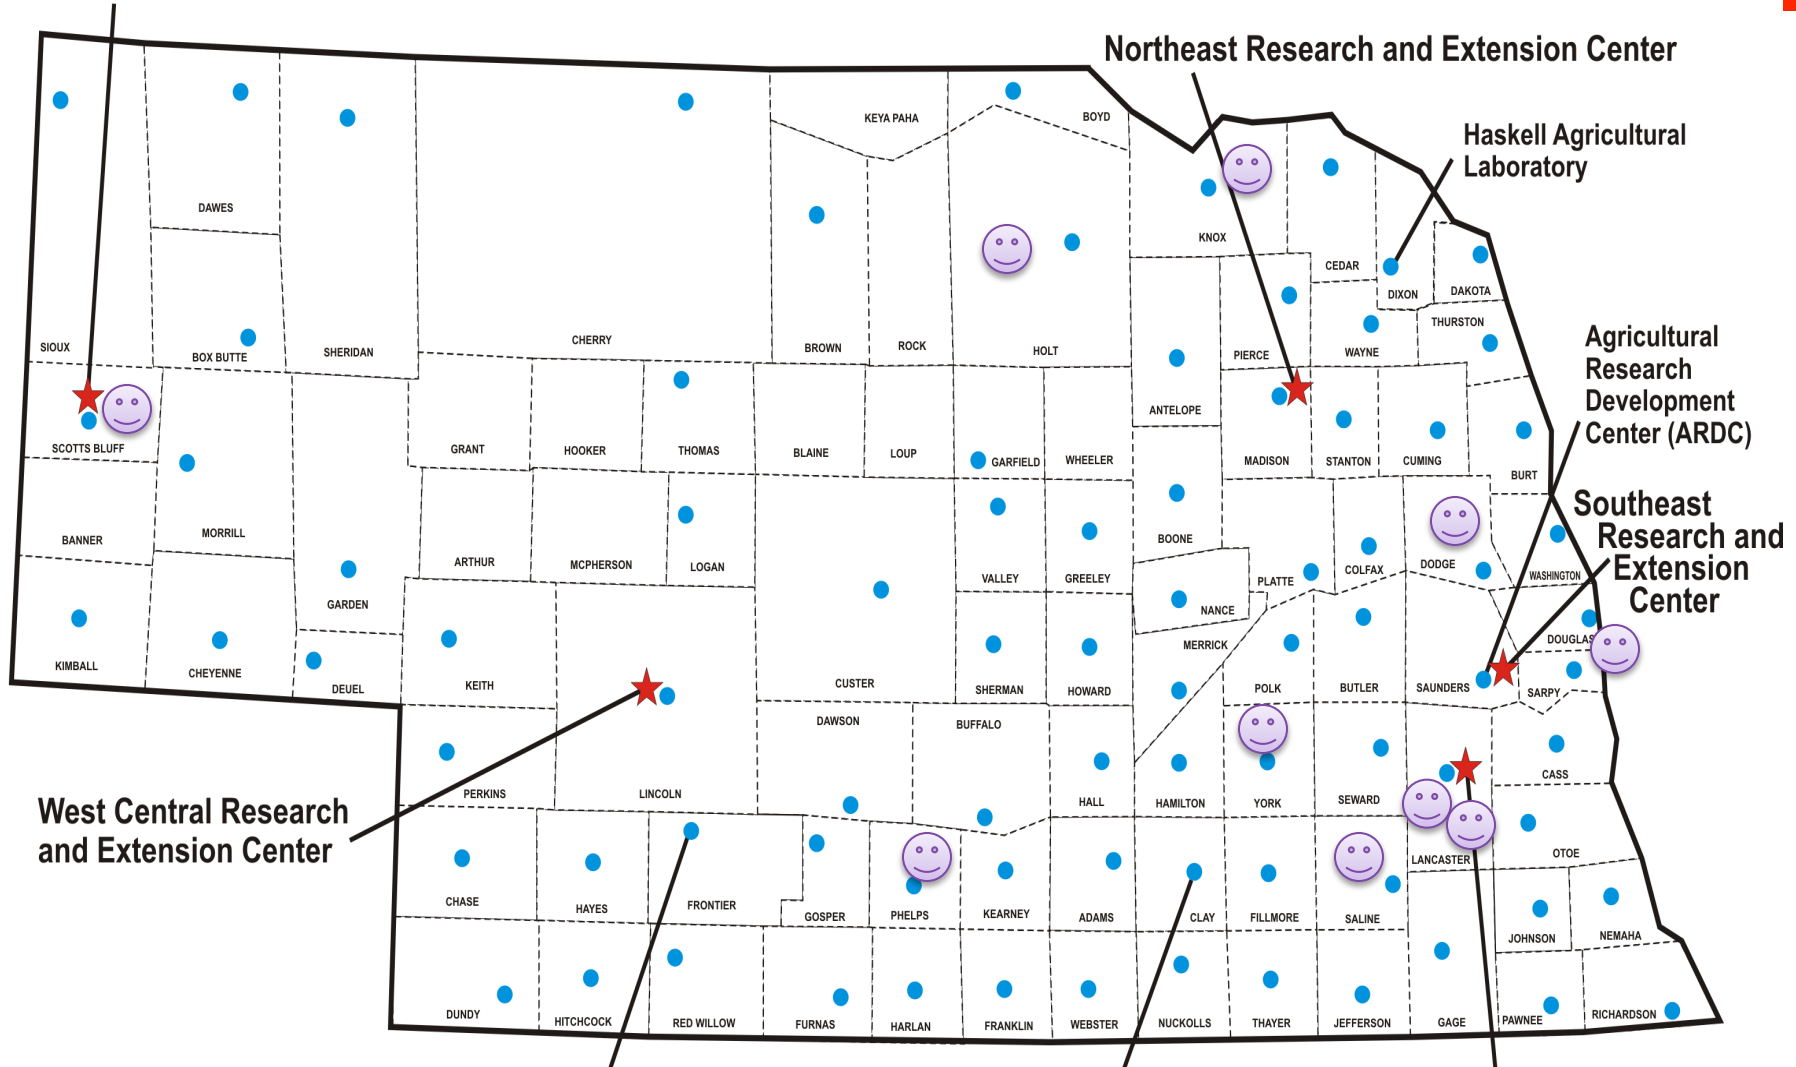 Northeast Research and Extension Center
Haskell Agricultural
Laboratory
KEYA PAHA
BOYD
DAWES
KNOX
CEDAR
DIXON
DAKOTA
SIOUX
BOX BUTTE
SHERIDAN
CHERRY
BROWN
ROCK
HOLT
PIERCE
WAYNE
THURSTON
Agricultural
Research
Development
Center (ARDC)
SCOTTS BLUFF
GRANT
HOOKER
THOMAS
BLAINE
LOUP
GARFIELD
WHEELER
ANTELOPE
MADISON
STANTON
CUMING
BURT
Southeast
Research and
Extension
Center
BANNER
MORRILL
ARTHUR
MCPHERSON
LOGAN
VALLEY
GREELEY
BOONE
PLATTE
COLFAX
DODGE
WASHINGTON
GARDEN
NANCE
MERRICK
DOUGLAS
KIMBALL
CHEYENNE
DEUEL
KEITH
CUSTER
SHERMAN
HOWARD
POLK
BUTLER
SAUNDERS
SARPY
DAWSON
BUFFALO
PERKINS
LINCOLN
HALL
HAMILTON
YORK
SEWARD
CASS
West Central Research
and Extension Center
LANCASTER
OTOE
CHASE
HAYES
FRONTIER
GOSPER
PHELPS
KEARNEY
ADAMS
CLAY
FILLMORE
SALINE
JOHNSON
NEMAHA
DUNDY
HITCHCOCK
RED WILLOW
FURNAS
HARLAN
FRANKLIN
WEBSTER
NUCKOLLS
THAYER
JEFFERSON
GAGE
PAWNEE
RICHARDSON